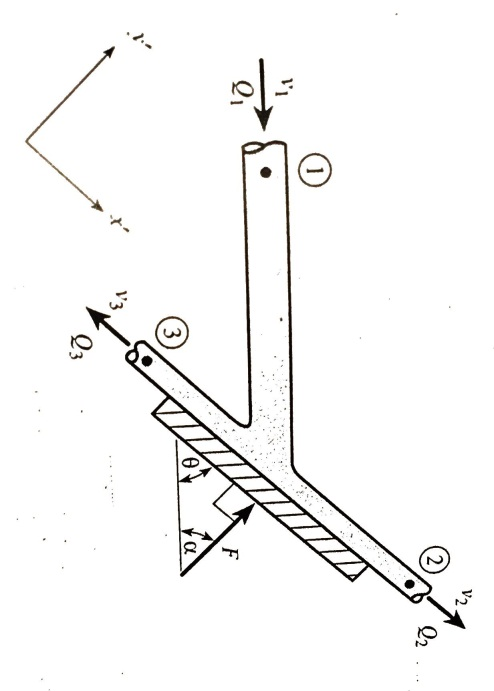 y'
x'
v₁
Q₁
①
v₃
Q₃
③
θ
α
F
②
v₂
Q₂